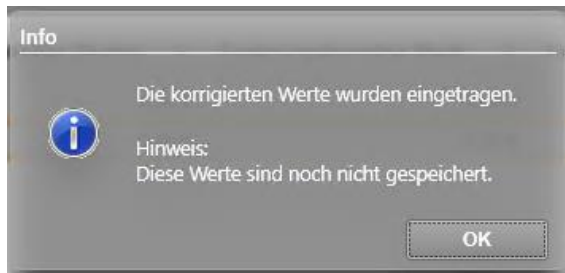 Info
Die korrigierten Werte wurden eingetragen.
Hinweis:
Diese Werte sind noch nicht gespeichert.
OK